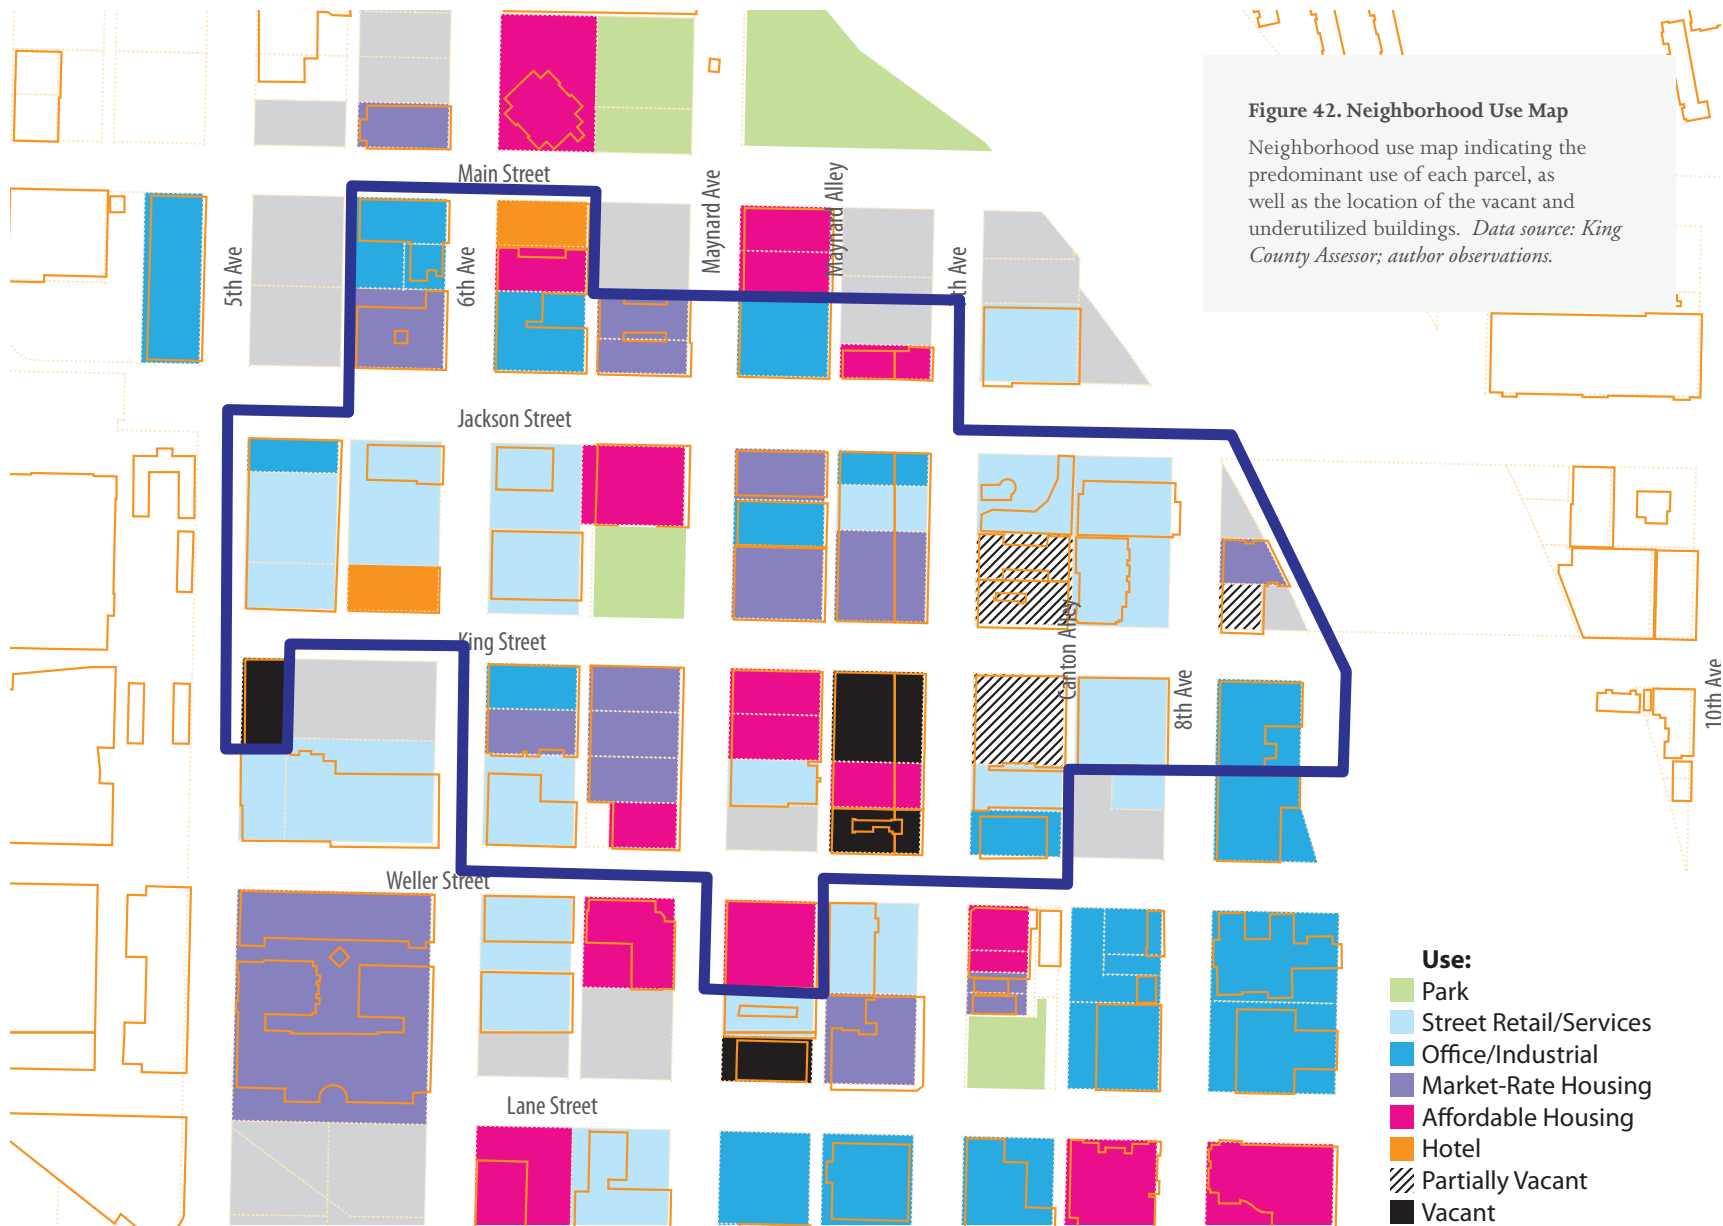 Figure 42. Neighborhood Use Map
Neighborhood use map indicating the
predominant use of each parcel, as
well as the location of the vacant and
underutilized buildings. Data source: King
County Assessor; author observations.
Main Street
5th Ave
6th Ave
Maynard Ave
Maynard Alley
th Ave
Jackson Street
King Street
Canton Alley
8th Ave
10th Ave
Weller Street
Lane Street
Use:
Park
Street Retail/Services
Office/Industrial
Market-Rate Housing
Affordable Housing
Hotel
Partially Vacant
Vacant